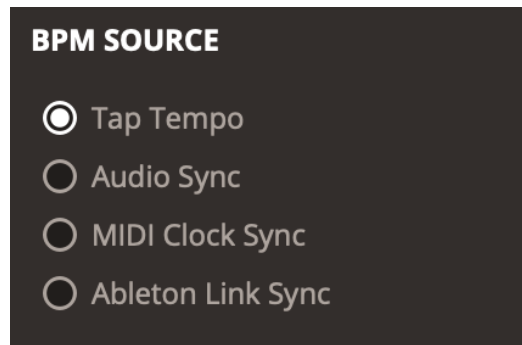 BPM SOURCE
Tap Tempo
Audio Sync
MIDI Clock Sync
Ableton Link Sync